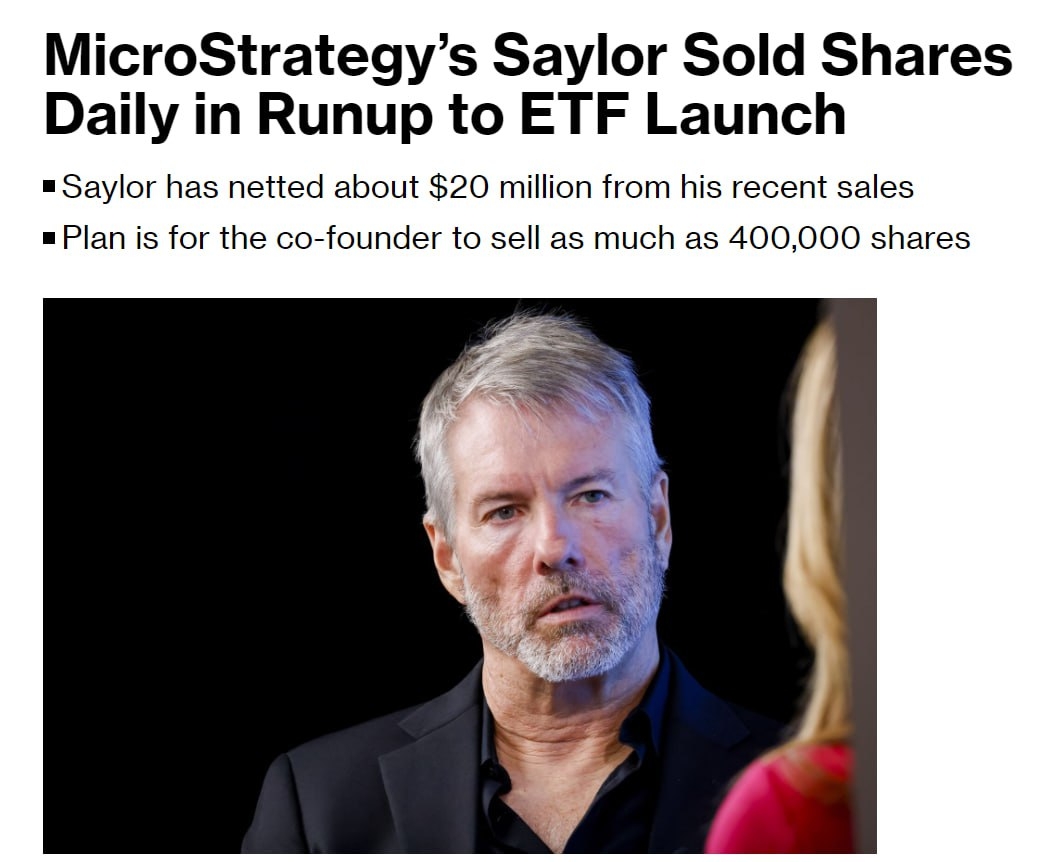 MicroStrategy’s Saylor Sold Shares
Daily in Runup to ETF Launch
▪ Saylor has netted about $20 million from his recent sales
▪ Plan is for the co-founder to sell as much as 400,000 shares